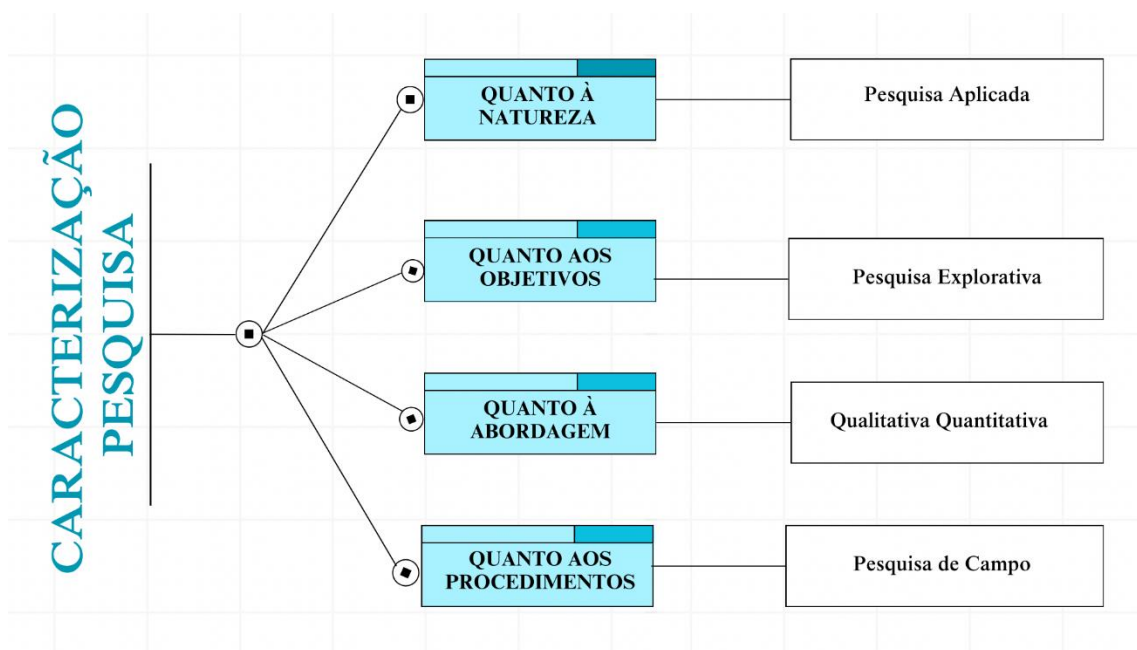 CARACTERIZAÇÃO
PESQUISA
QUANTO À
NATUREZA
Pesquisa Aplicada
QUANTO AOS
OBJETIVOS
Pesquisa Explorativa
QUANTO À
ABORDAGEM
Qualitativa Quantitativa
QUANTO AOS
PROCEDIMENTOS
Pesquisa de Campo